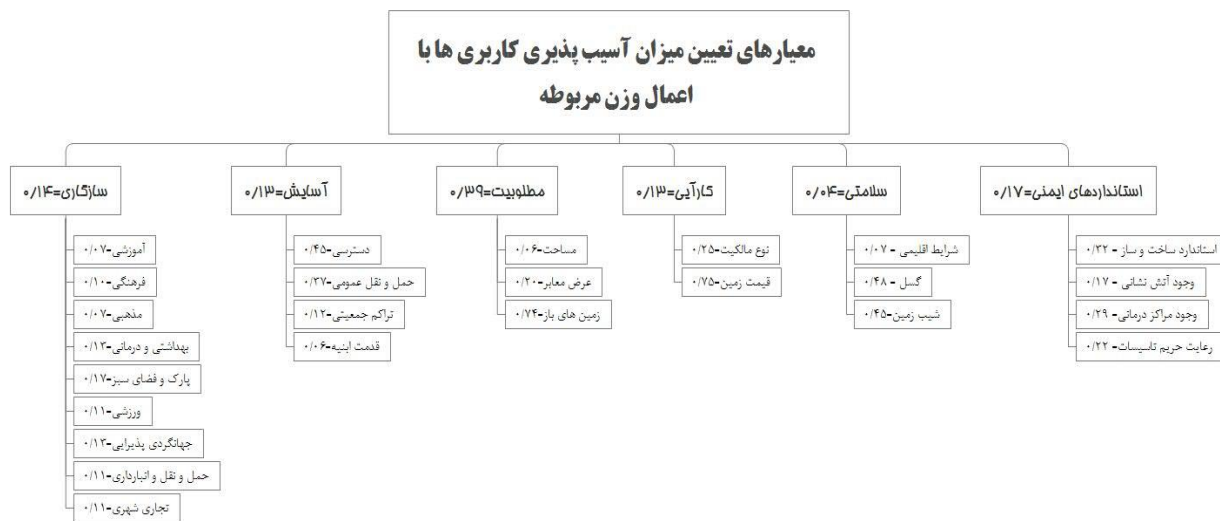 معیارهای تعیین میزان آسیب پذیری کاربری ها با
اعمال وزن مربوطه
استانداردهای ایمنی=۰/۱۷
استاندارد ساخت و ساز - ۰/۳۲
وجود آتش نشانی - ۰/۱۷
وجود مراکز درمانی - ۰/۲۹
رعایت حریم تاسیسات - ۰/۲۲
سلامتی=۰/۰۴
شرایط اقلیمی - ۰/۰۷
گسل - ۰/۴۸
شیب زمین-۰/۴۵
کارآیی=۰/۱۳
نوع مالکیت-۰/۲۵
قیمت زمین-۰/۷۵
مطلوبیت=۰/۳۹
مساحت-۰/۰۶
عرض معابر-۰/۲۰
زمین های باز-۰/۷۴
آسایش=۰/۱۳
دسترسی-۰/۴۵
حمل و نقل عمومی-۰/۳۷
تراکم جمعیتی-۰/۱۲
قدمت ابنیه-۰/۰۶
سازگاری=۰/۱۴
آموزشی-۰/۰۷
فرهنگی-۰/۱۰
مذهبی-۰/۰۷
بهداشتی و درمانی-۰/۱۳
پارک و فضای سبز-۰/۱۷
ورزشی-۰/۱۱
جهانگردی پذیرایی-۰/۱۳
حمل و نقل و انبارداری-۰/۱۱
تجاری شهری-۰/۱۱